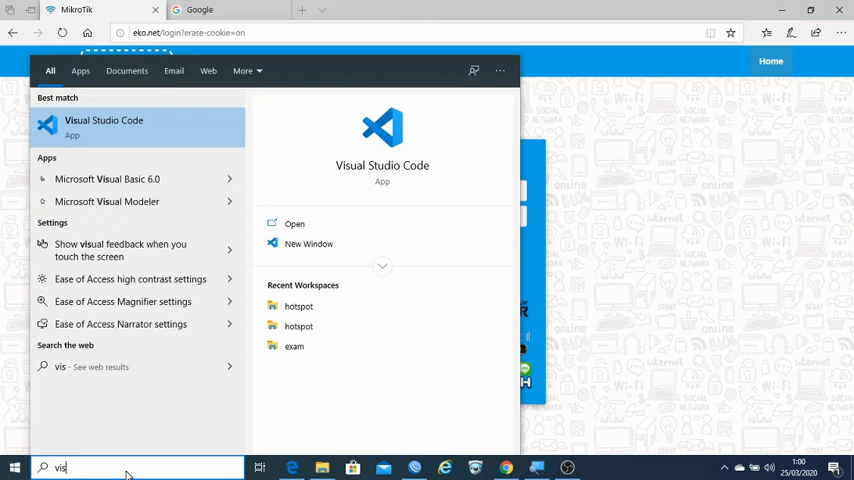 MikroTik
Google
eko.net/login?erase-cookie=on
Home
All
Apps
Documents
Email
Web
More
Best match
Visual Studio Code
App
Apps
Microsoft Visual Basic 6.0
Microsoft Visual Modeler
Settings
Show visual feedback when you
touch the screen
Ease of Access high contrast settings
Ease of Access Magnifier settings
Ease of Access Narrator settings
Search the web
vis - See web results
Visual Studio Code
App
Open
New Window
Recent Workspaces
hotspot
hotspot
exam
vis
1:00
25/03/2020